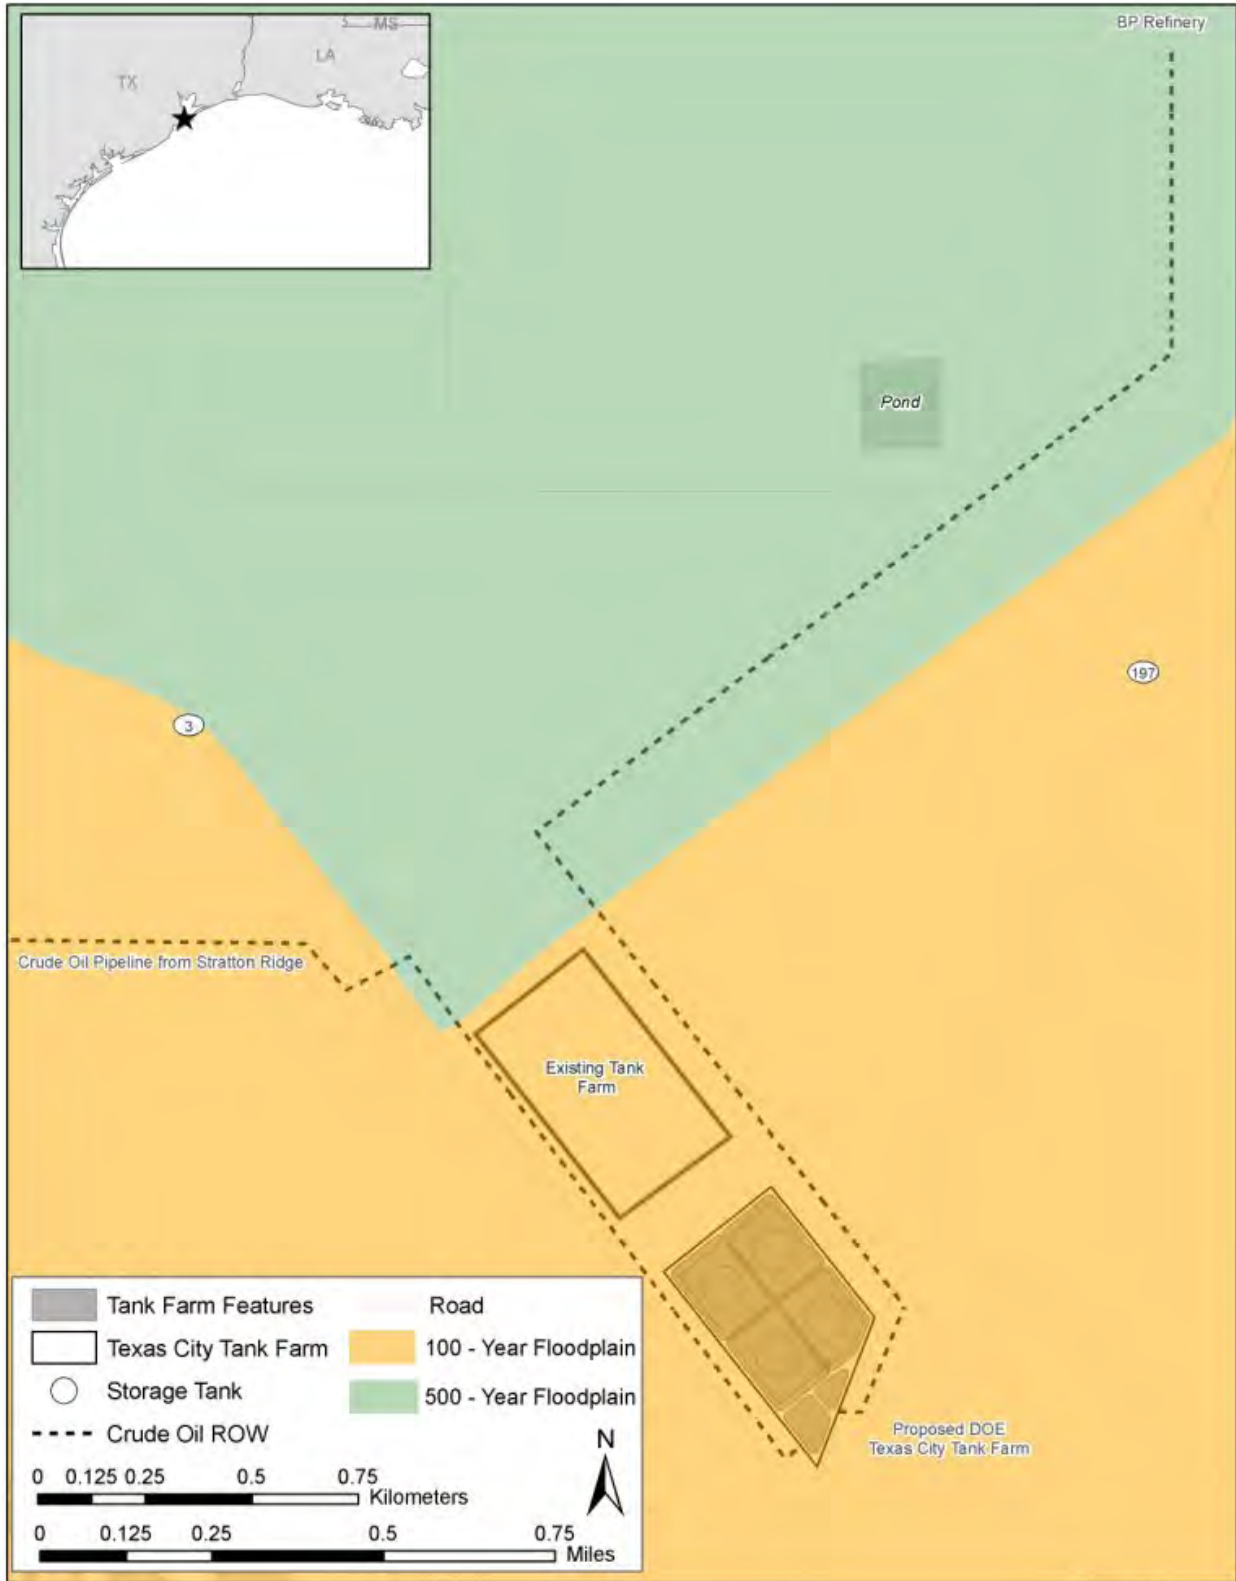 MS
BP Refinery
LA
TX
Pond
197
3
Crude Oil Pipeline from Stratton Ridge
Existing Tank
Farm
Proposed DOE
Texas City Tank Farm
Tank Farm Features
Road
Texas City Tank Farm
100 - Year Floodplain
Storage Tank
500 - Year Floodplain
Crude Oil ROW
N
0 0.125 0.25 0.5 0.75
Kilometers
0 0.125 0.25 0.5 0.75
Miles